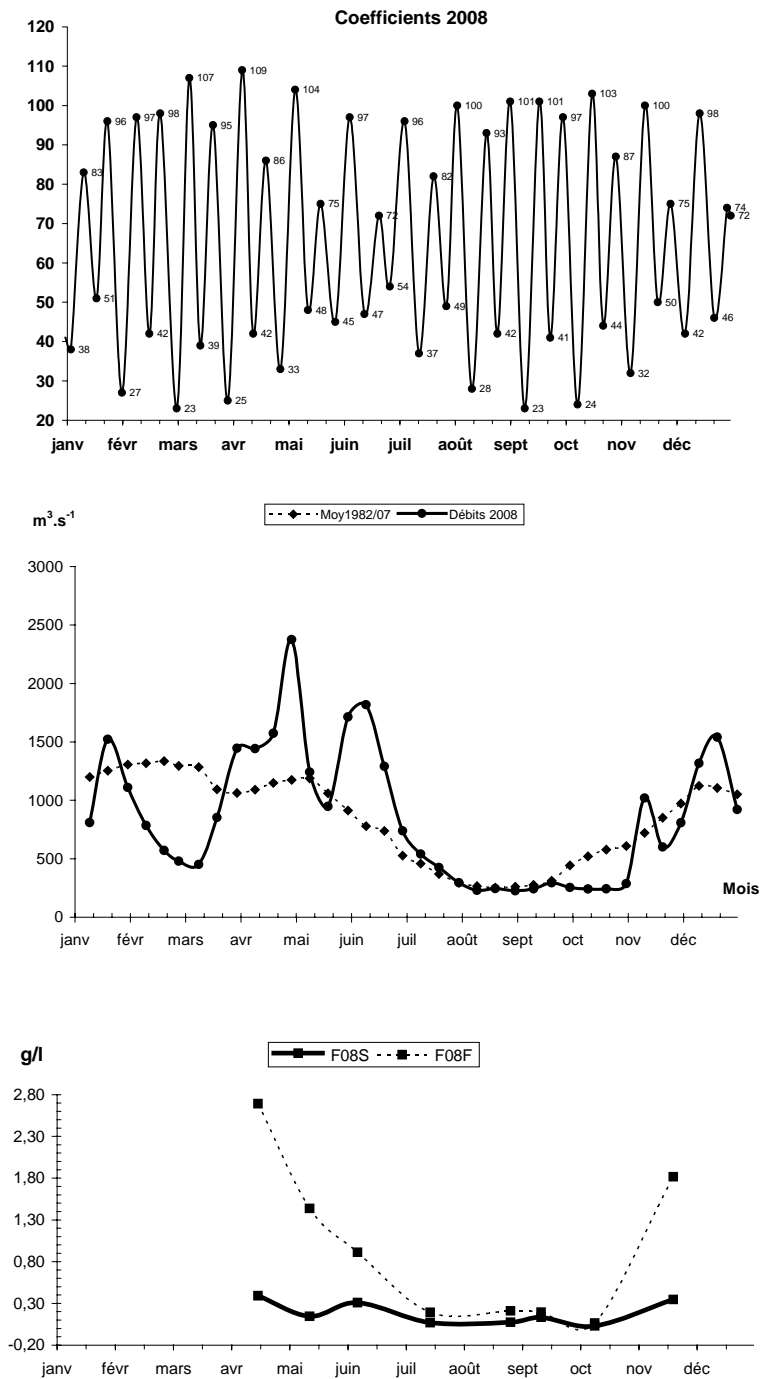 Coefficients 2008
120
110
100
90
80
70
60
50
40
30
20
38 83 51 96 27 97 42 98 23 107 39 95 25 109 42 86 33 104 48 75 45 97 47 72 54 96 37 82 49 100 28 93 42 101 23 101 41 97 24 103 44 87 32 100 50 75 42 98 46 74 72
janv févr mars avr mai juin juil août sept oct nov déc
m³.s⁻¹
Moy1982/07 Débits 2008
3000
2500
2000
1500
1000
500
0
Mois
janv févr mars avr mai juin juil août sept oct nov déc
g/l
F08S F08F
2,80
2,30
1,80
1,30
0,80
0,30
-0,20
janv févr mars avr mai juin juil août sept oct nov déc